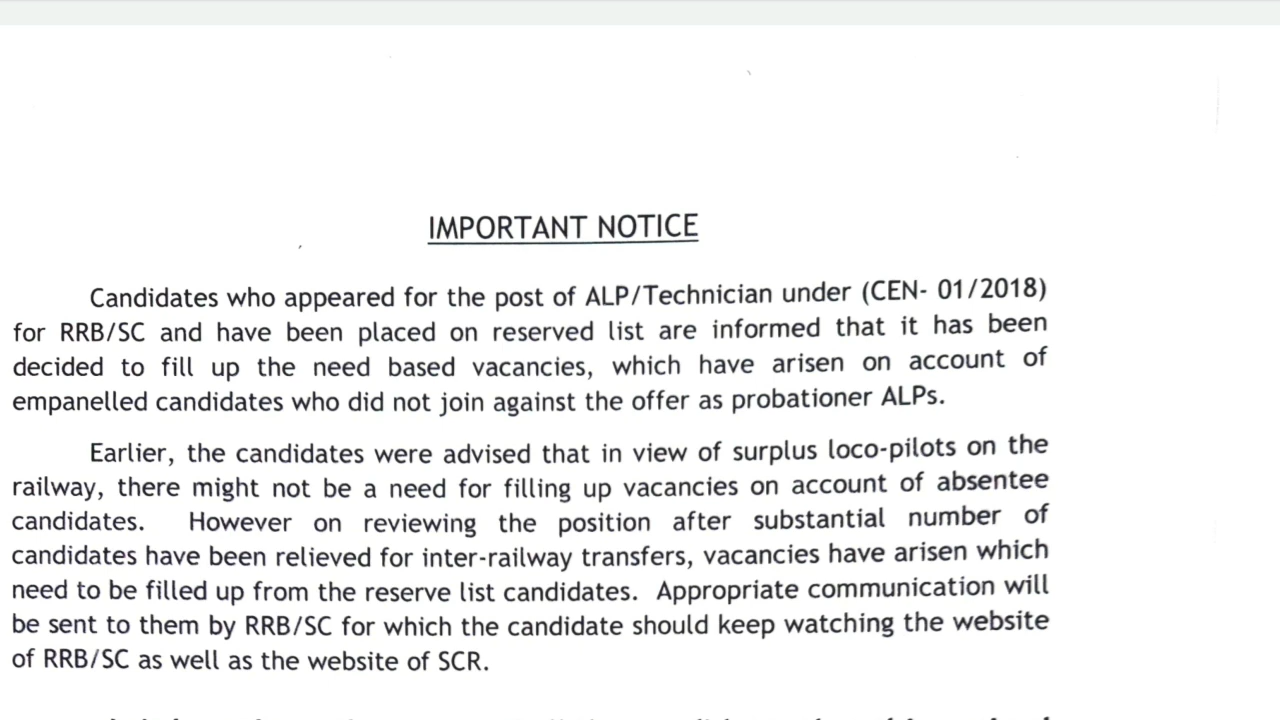 IMPORTANT NOTICE
Candidates who appeared for the post of ALP/Technician under (CEN- 01/2018)
for RRB/SC and have been placed on reserved list are informed that it has been
decided to fill up the need based vacancies, which have arisen on account of
empanelled candidates who did not join against the offer as probationer ALPs.
Earlier, the candidates were advised that in view of surplus loco-pilots on the
railway, there might not be a need for filling up vacancies on account of absentee
candidates. However on reviewing the position after substantial number of
candidates have been relieved for inter-railway transfers, vacancies have arisen which
need to be filled up from the reserve list candidates. Appropriate communication will
be sent to them by RRB/SC for which the candidate should keep watching the website
of RRB/SC as well as the website of SCR.